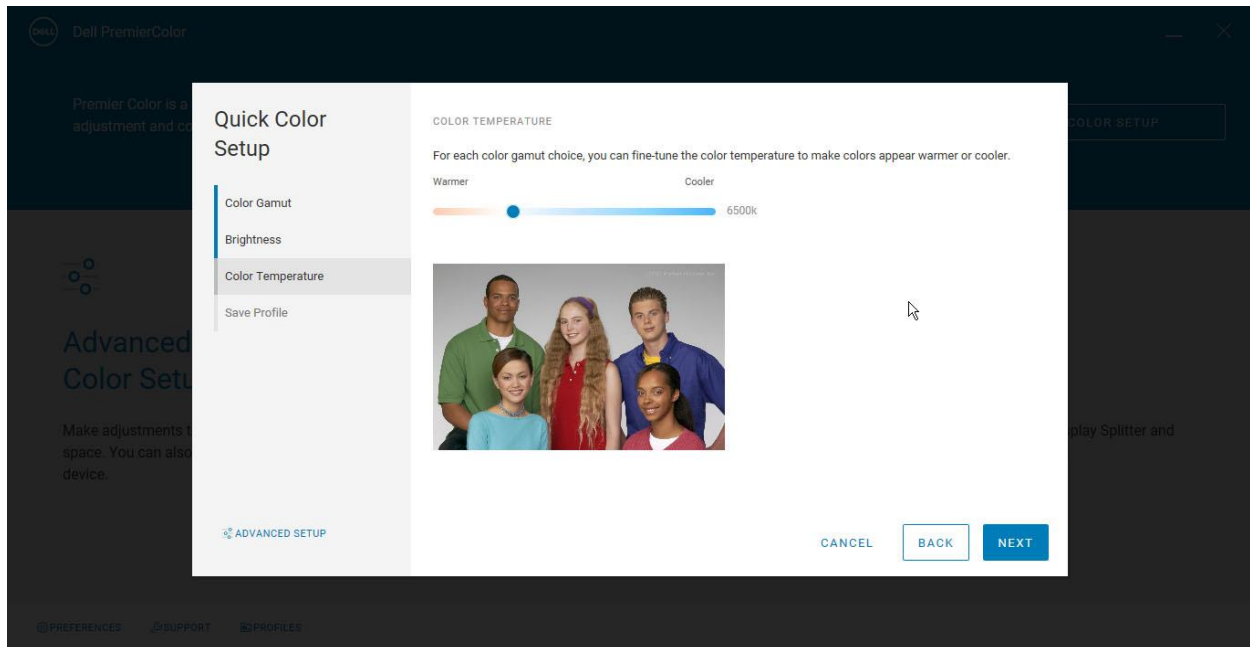 DELL
Dell PremierColor
Premier Color is a
adjustment and co
COLOR SETUP
Quick Color
Setup
Color Gamut
Brightness
Color Temperature
Save Profile
ADVANCED SETUP
COLOR TEMPERATURE
For each color gamut choice, you can fine-tune the color temperature to make colors appear warmer or cooler.
Warmer Cooler
6500k
CANCEL BACK NEXT
Advanced
Color Setu
Make adjustments t
space. You can also
device.
play Splitter and
PREFERENCES SUPPORT PROFILES